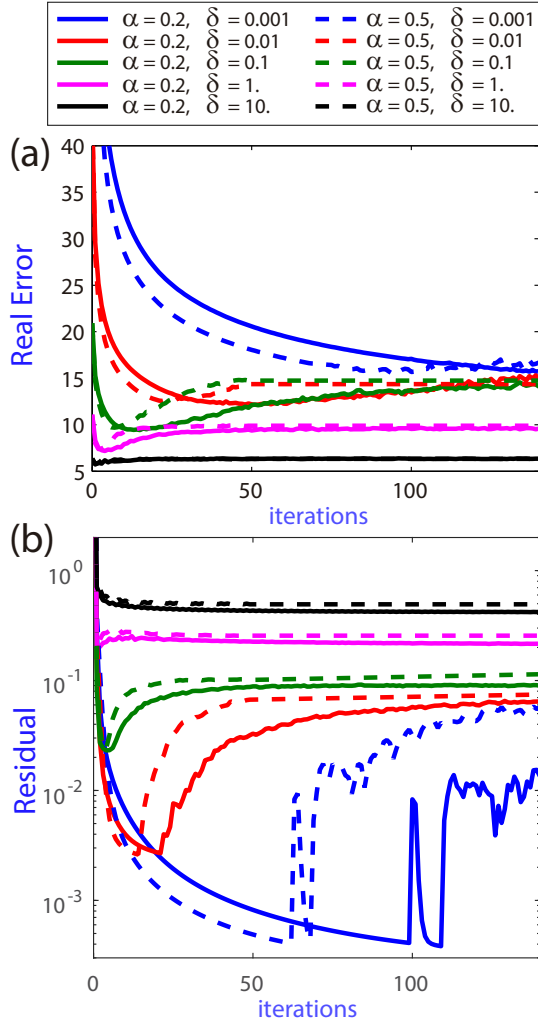 α = 0.2, δ = 0.001 α = 0.5, δ = 0.001
α = 0.2, δ = 0.01 α = 0.5, δ = 0.01
α = 0.2, δ = 0.1 α = 0.5, δ = 0.1
α = 0.2, δ = 1. α = 0.5, δ = 1.
α = 0.2, δ = 10. α = 0.5, δ = 10.
(a)
Real Error
40
35
30
25
20
15
10
5
0 50 100
iterations
(b)
Residual
10⁰
10⁻¹
10⁻²
10⁻³
0 50 100
iterations